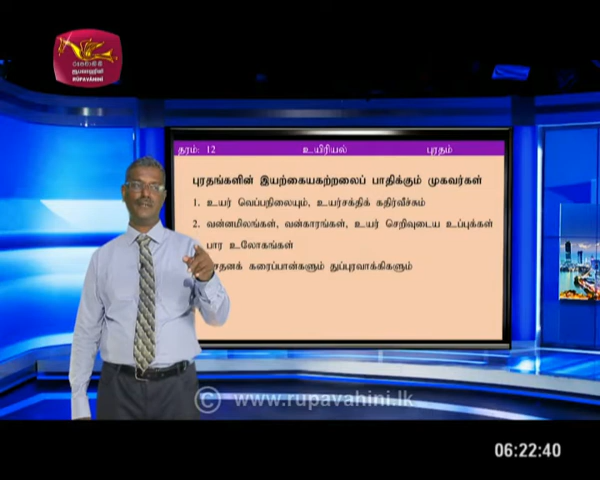 රූපවාහිනී
ரூபவாஹினி
RUPAVAHINI
தரம்: 12 உயிரியல் புரதம்
புரதங்களின் இயற்கையகற்றலைப் பாதிக்கும் முகவர்கள்
1. உயர் வெப்பநிலையும், உயர்சக்திக் கதிர்வீச்சும்
2. வன்னமிலங்கள், வன்காரங்கள், உயர் செறிவுடைய உப்புக்கள்
பார உலோகங்கள்
கரைப்பான்களும் துப்புரவாக்கிகளும்
© www.rupavahini.lk
06:22:40